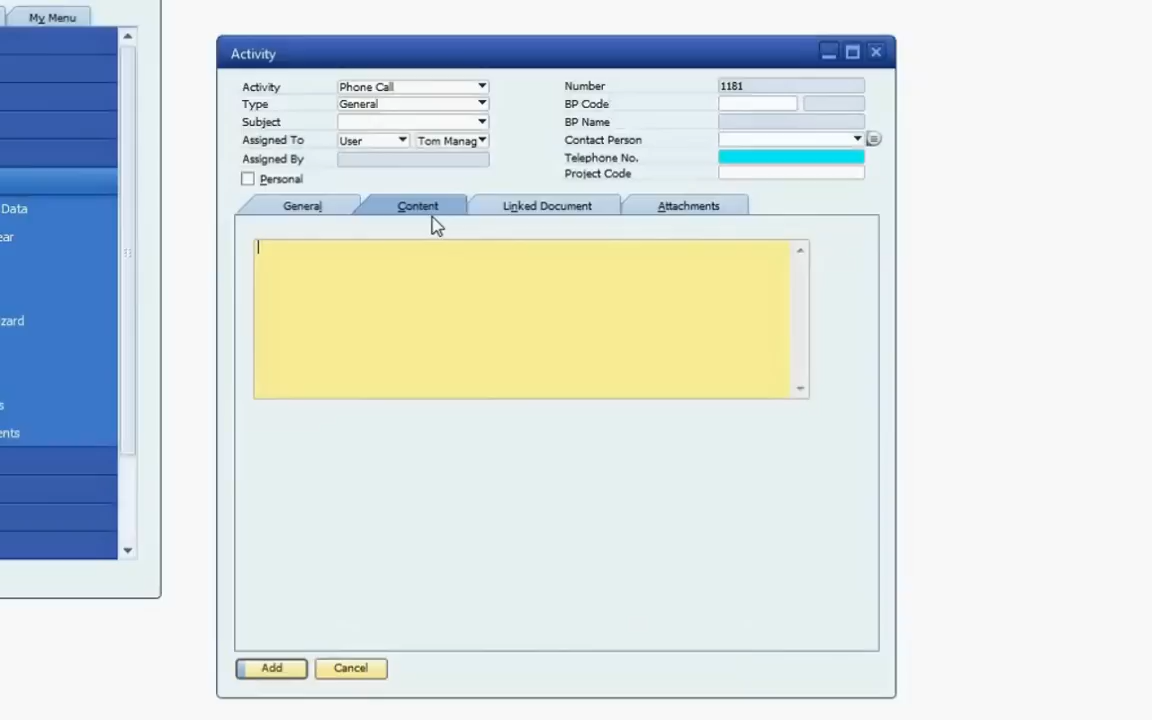 My Menu
Data
ear
zard
s
ents
Activity
Activity Phone Call
Type General
Subject
Assigned To User Tom Manag
Assigned By
Personal
Number 1181
BP Code
BP Name
Contact Person
Telephone No.
Project Code
General Content Linked Document Attachments
Add Cancel